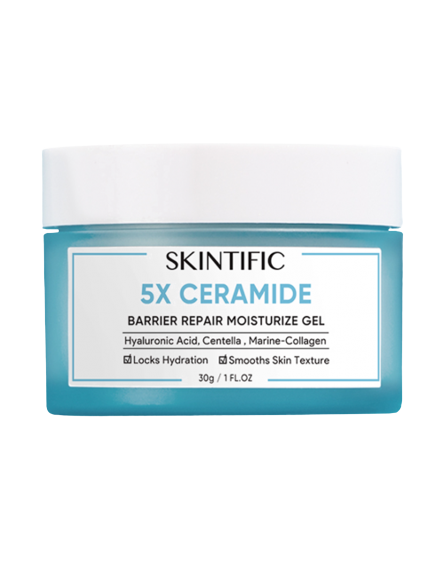 SKINTIFIC
5X CERAMIDE
BARRIER REPAIR MOISTURIZE GEL
Hyaluronic Acid, Centella , Marine-Collagen
☑Locks Hydration ☑Smooths Skin Texture
30g / 1 FL.OZ